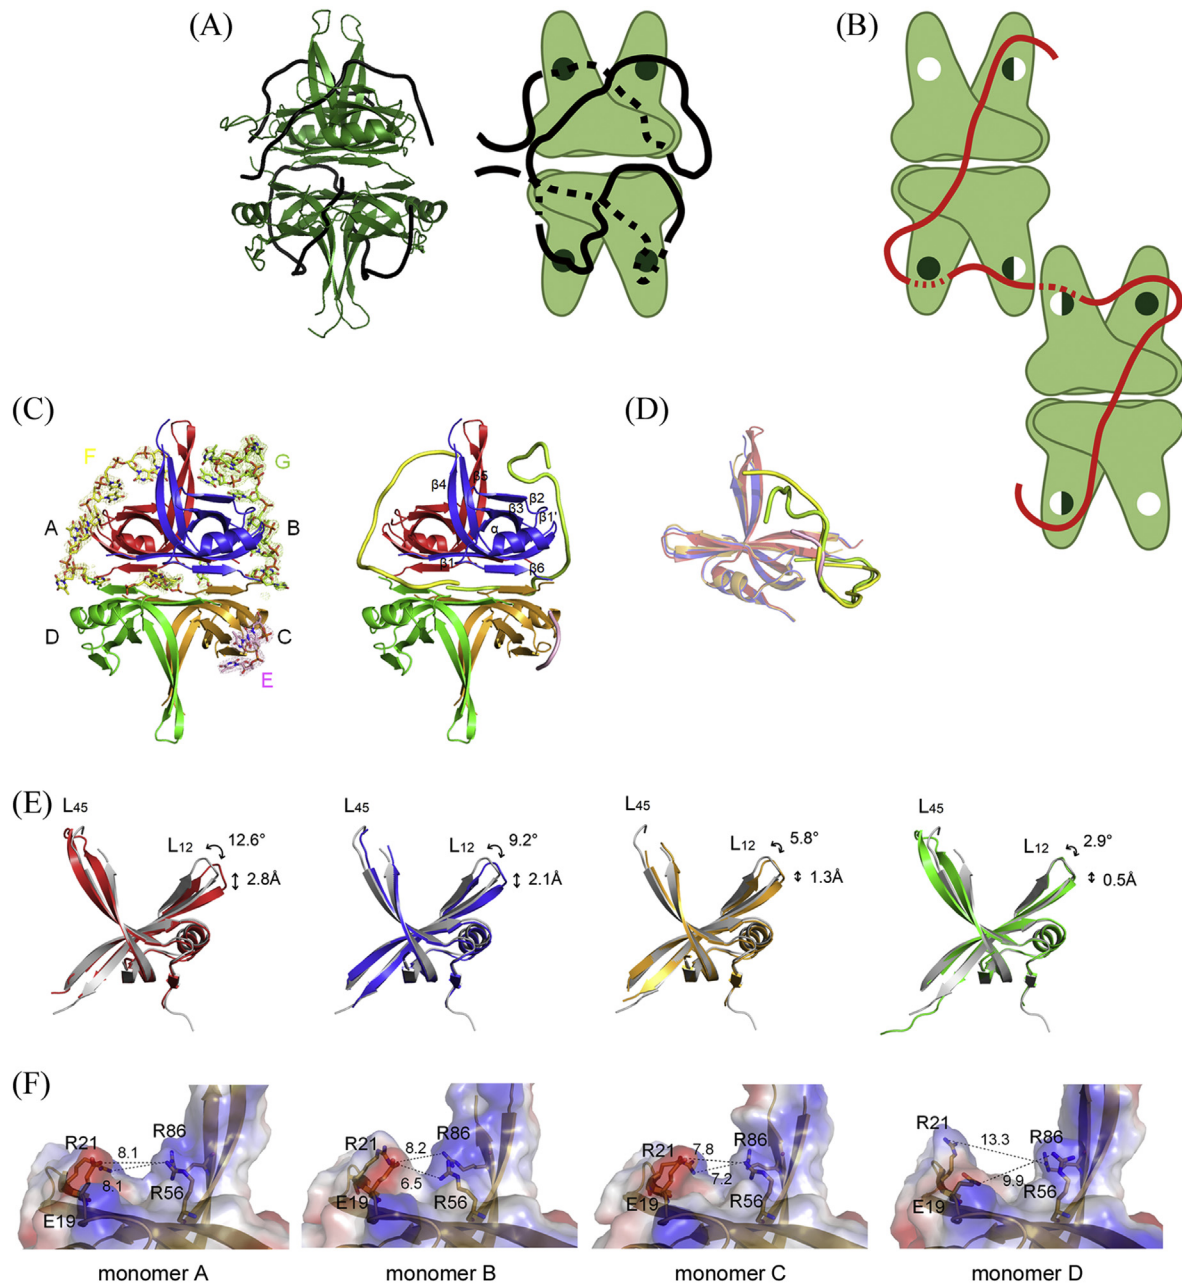 (A)
(B)
(C)
F
G
A
B
D
C
E
β4
β5
β2
β3
β1'
α
β1
β6
(D)
(E)
L45
L12
12.6°
2.8Å
L45
L12
9.2°
2.1Å
L12
5.8°
1.3Å
L45
L12
2.9°
0.5Å
(F)
R21
8.1
R86
8.1
R56
E19
monomer A
R21
8.2
R86
6.5
R56
E19
monomer B
R21
7.8
R86
7.2
R56
E19
monomer C
R21
13.3
R86
9.9
R56
E19
monomer D